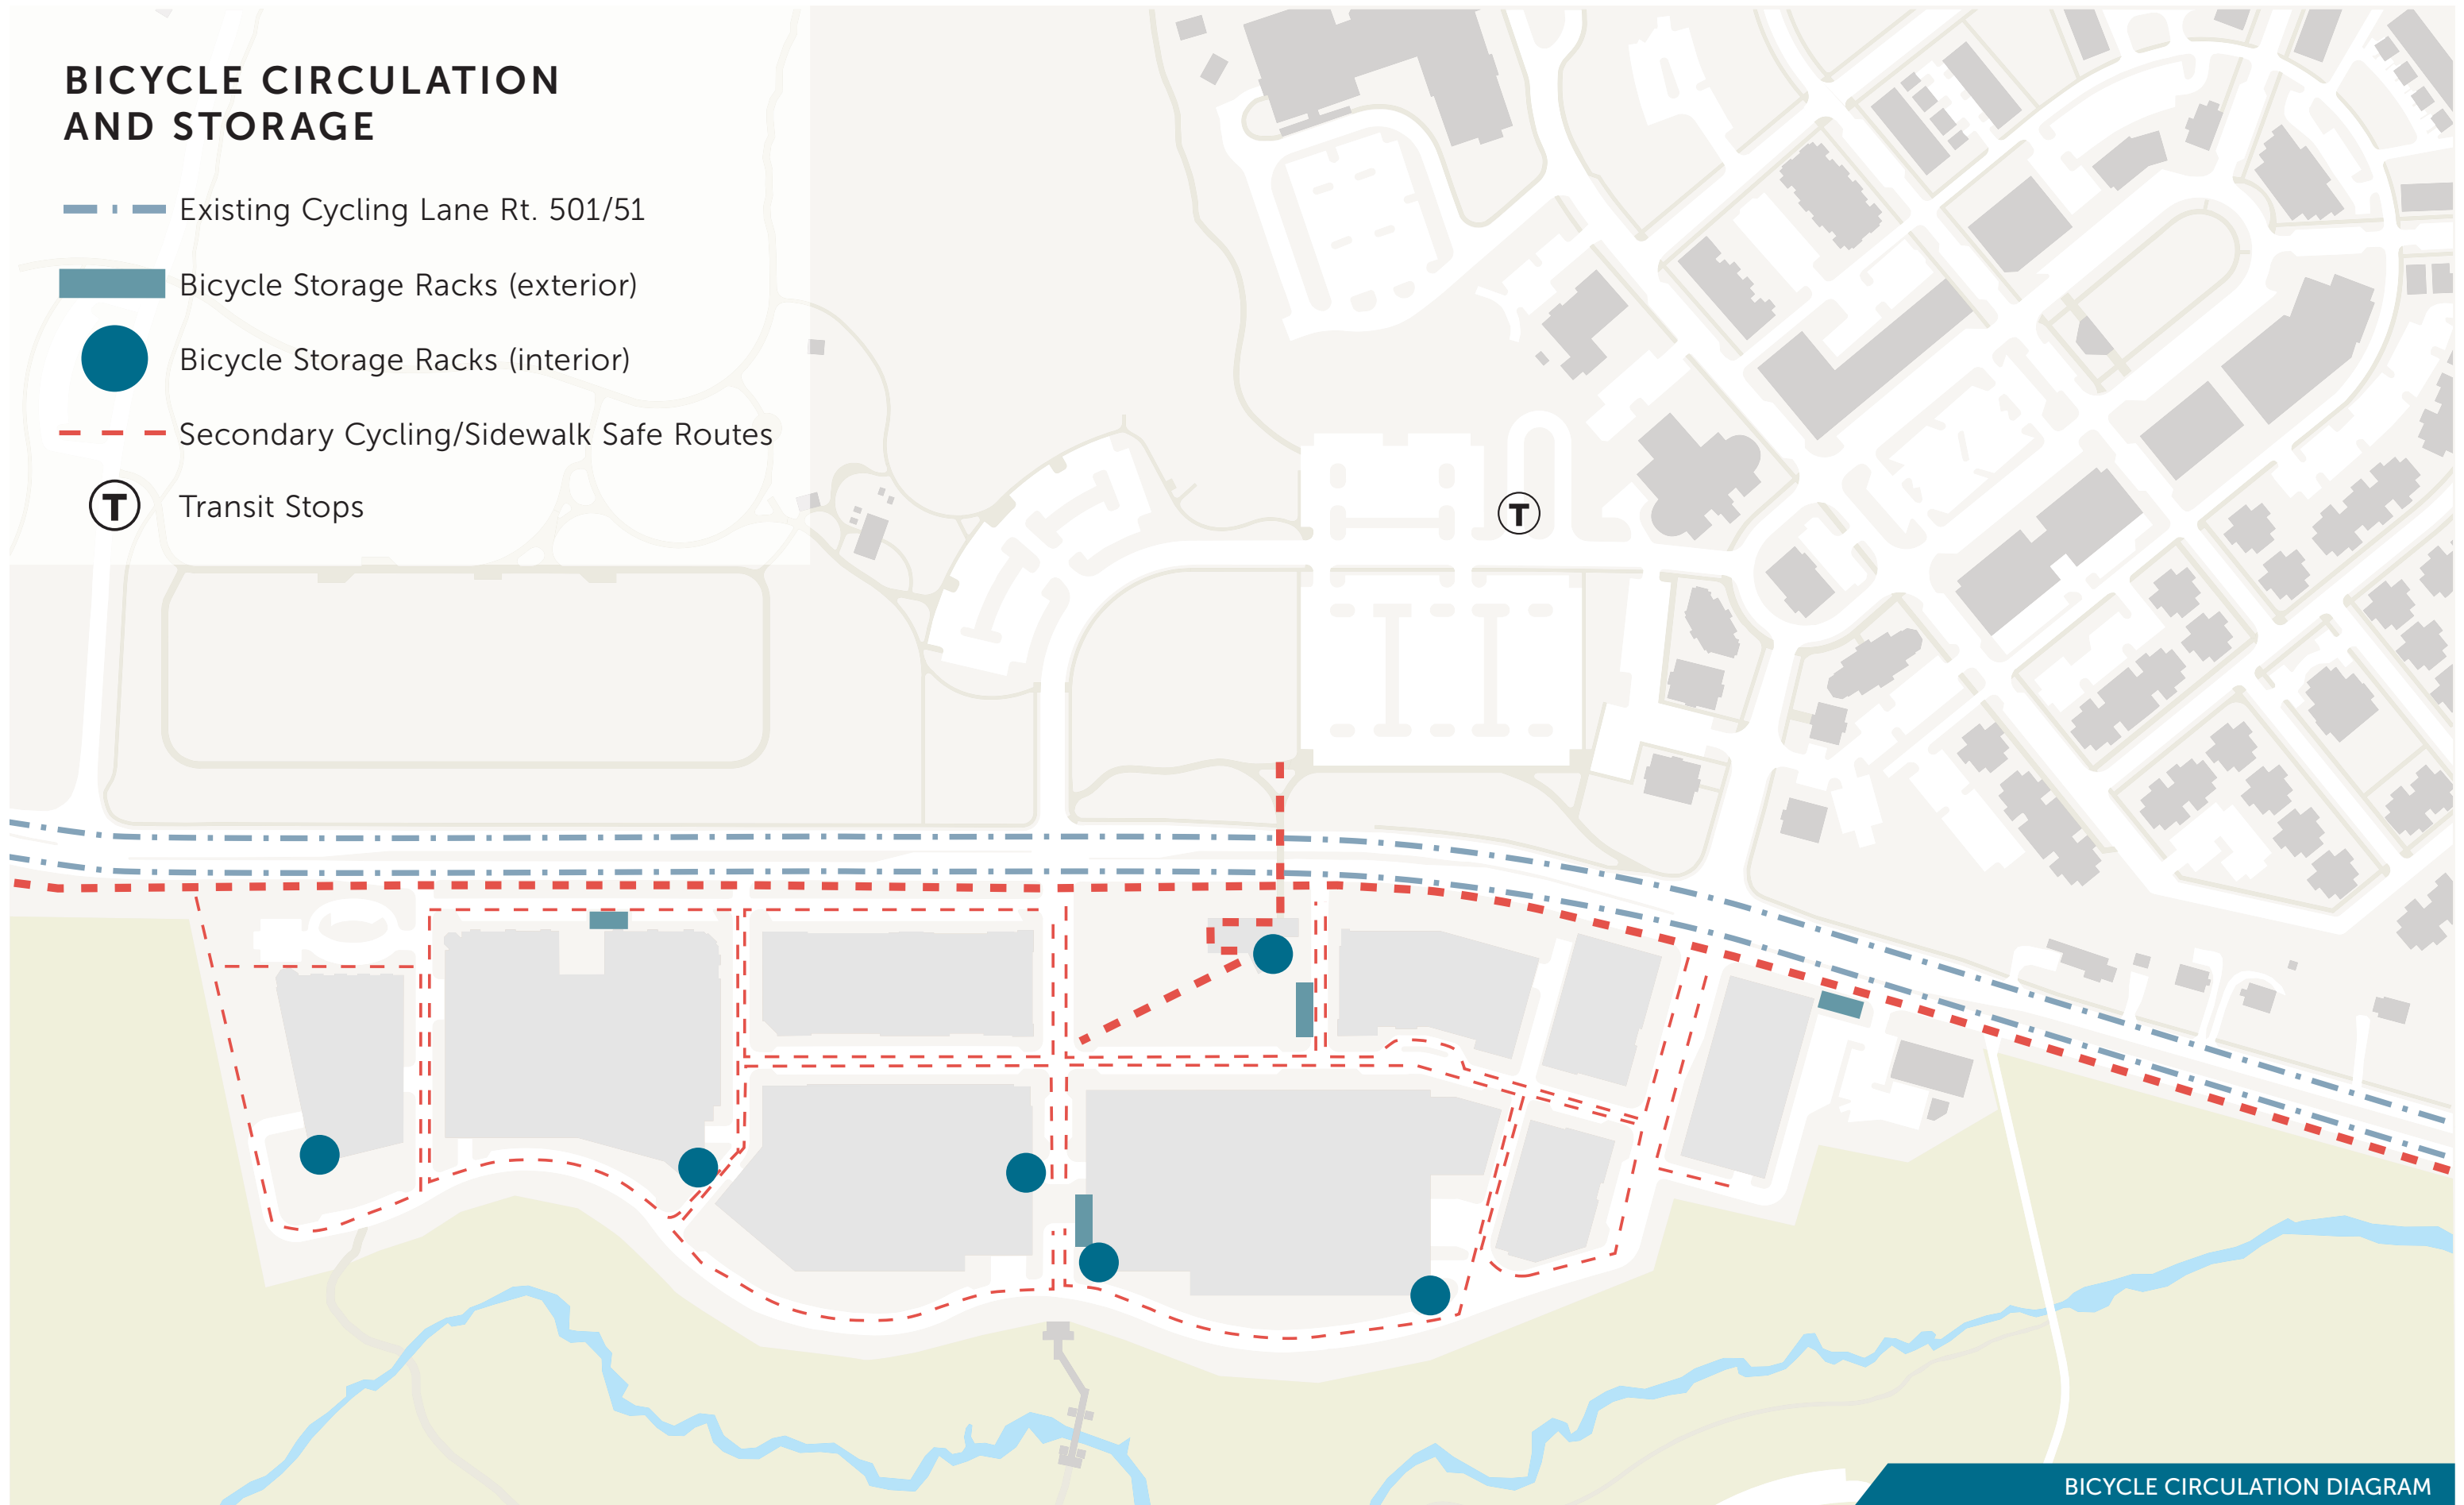 BICYCLE CIRCULATION
AND STORAGE
Existing Cycling Lane Rt. 501/51
Bicycle Storage Racks (exterior)
Bicycle Storage Racks (interior)
Secondary Cycling/Sidewalk Safe Routes
T Transit Stops
T
BICYCLE CIRCULATION DIAGRAM